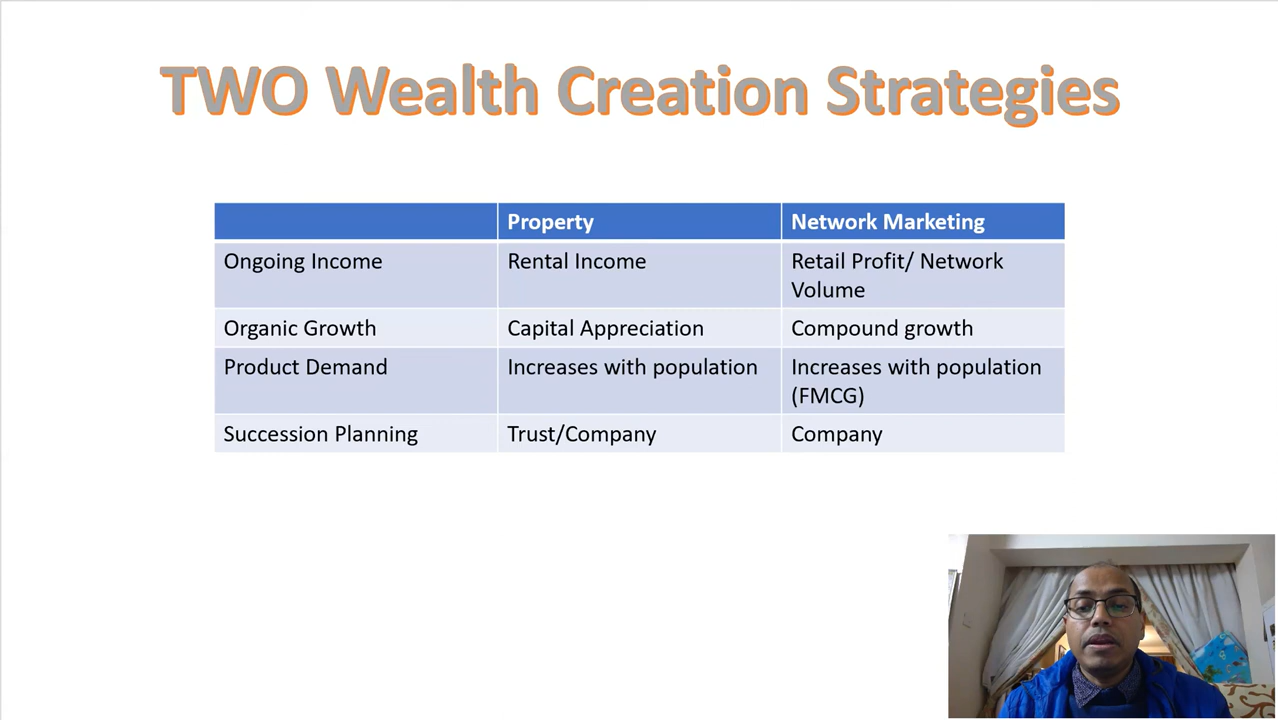 TWO Wealth Creation Strategies
Property Network Marketing
Ongoing Income Rental Income Retail Profit/ Network
Volume
Organic Growth Capital Appreciation Compound growth
Product Demand Increases with population Increases with population
(FMCG)
Succession Planning Trust/Company Company